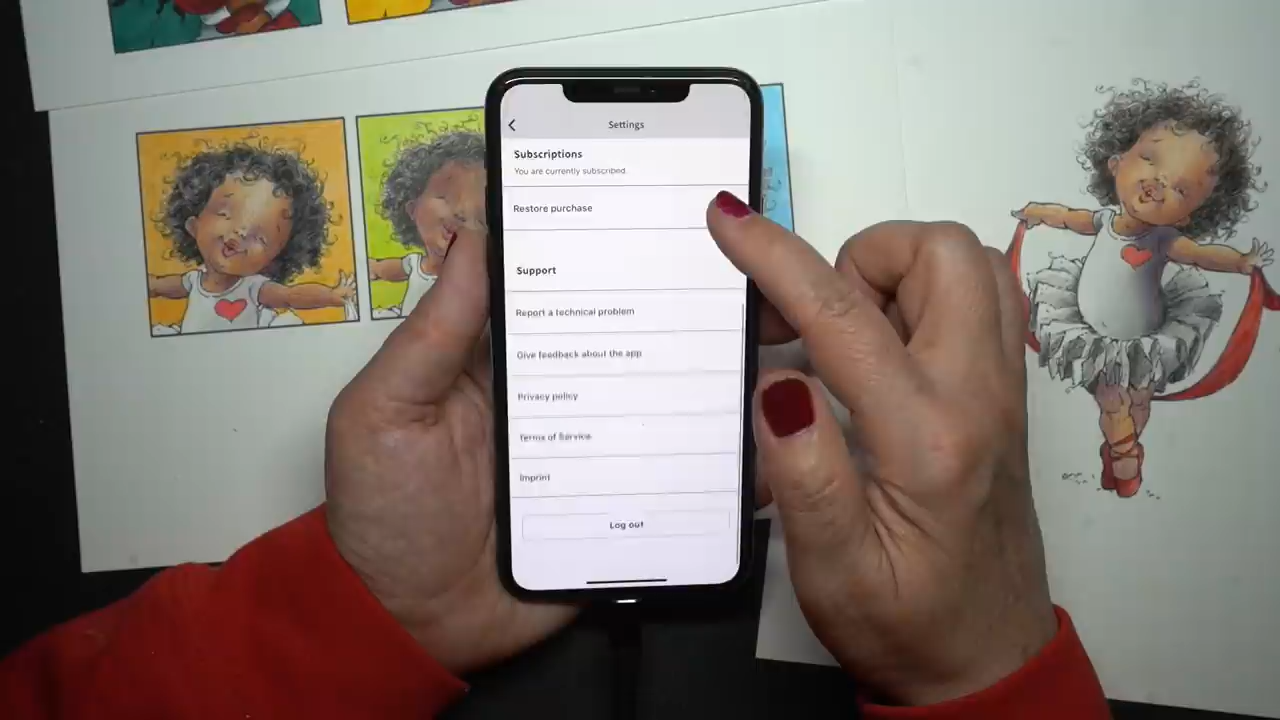 Settings
Subscriptions
You are currently subscribed.
Restore purchase
Support
Report a technical problem
Give feedback about the app
Privacy policy
Terms of Service
Imprint
Log out